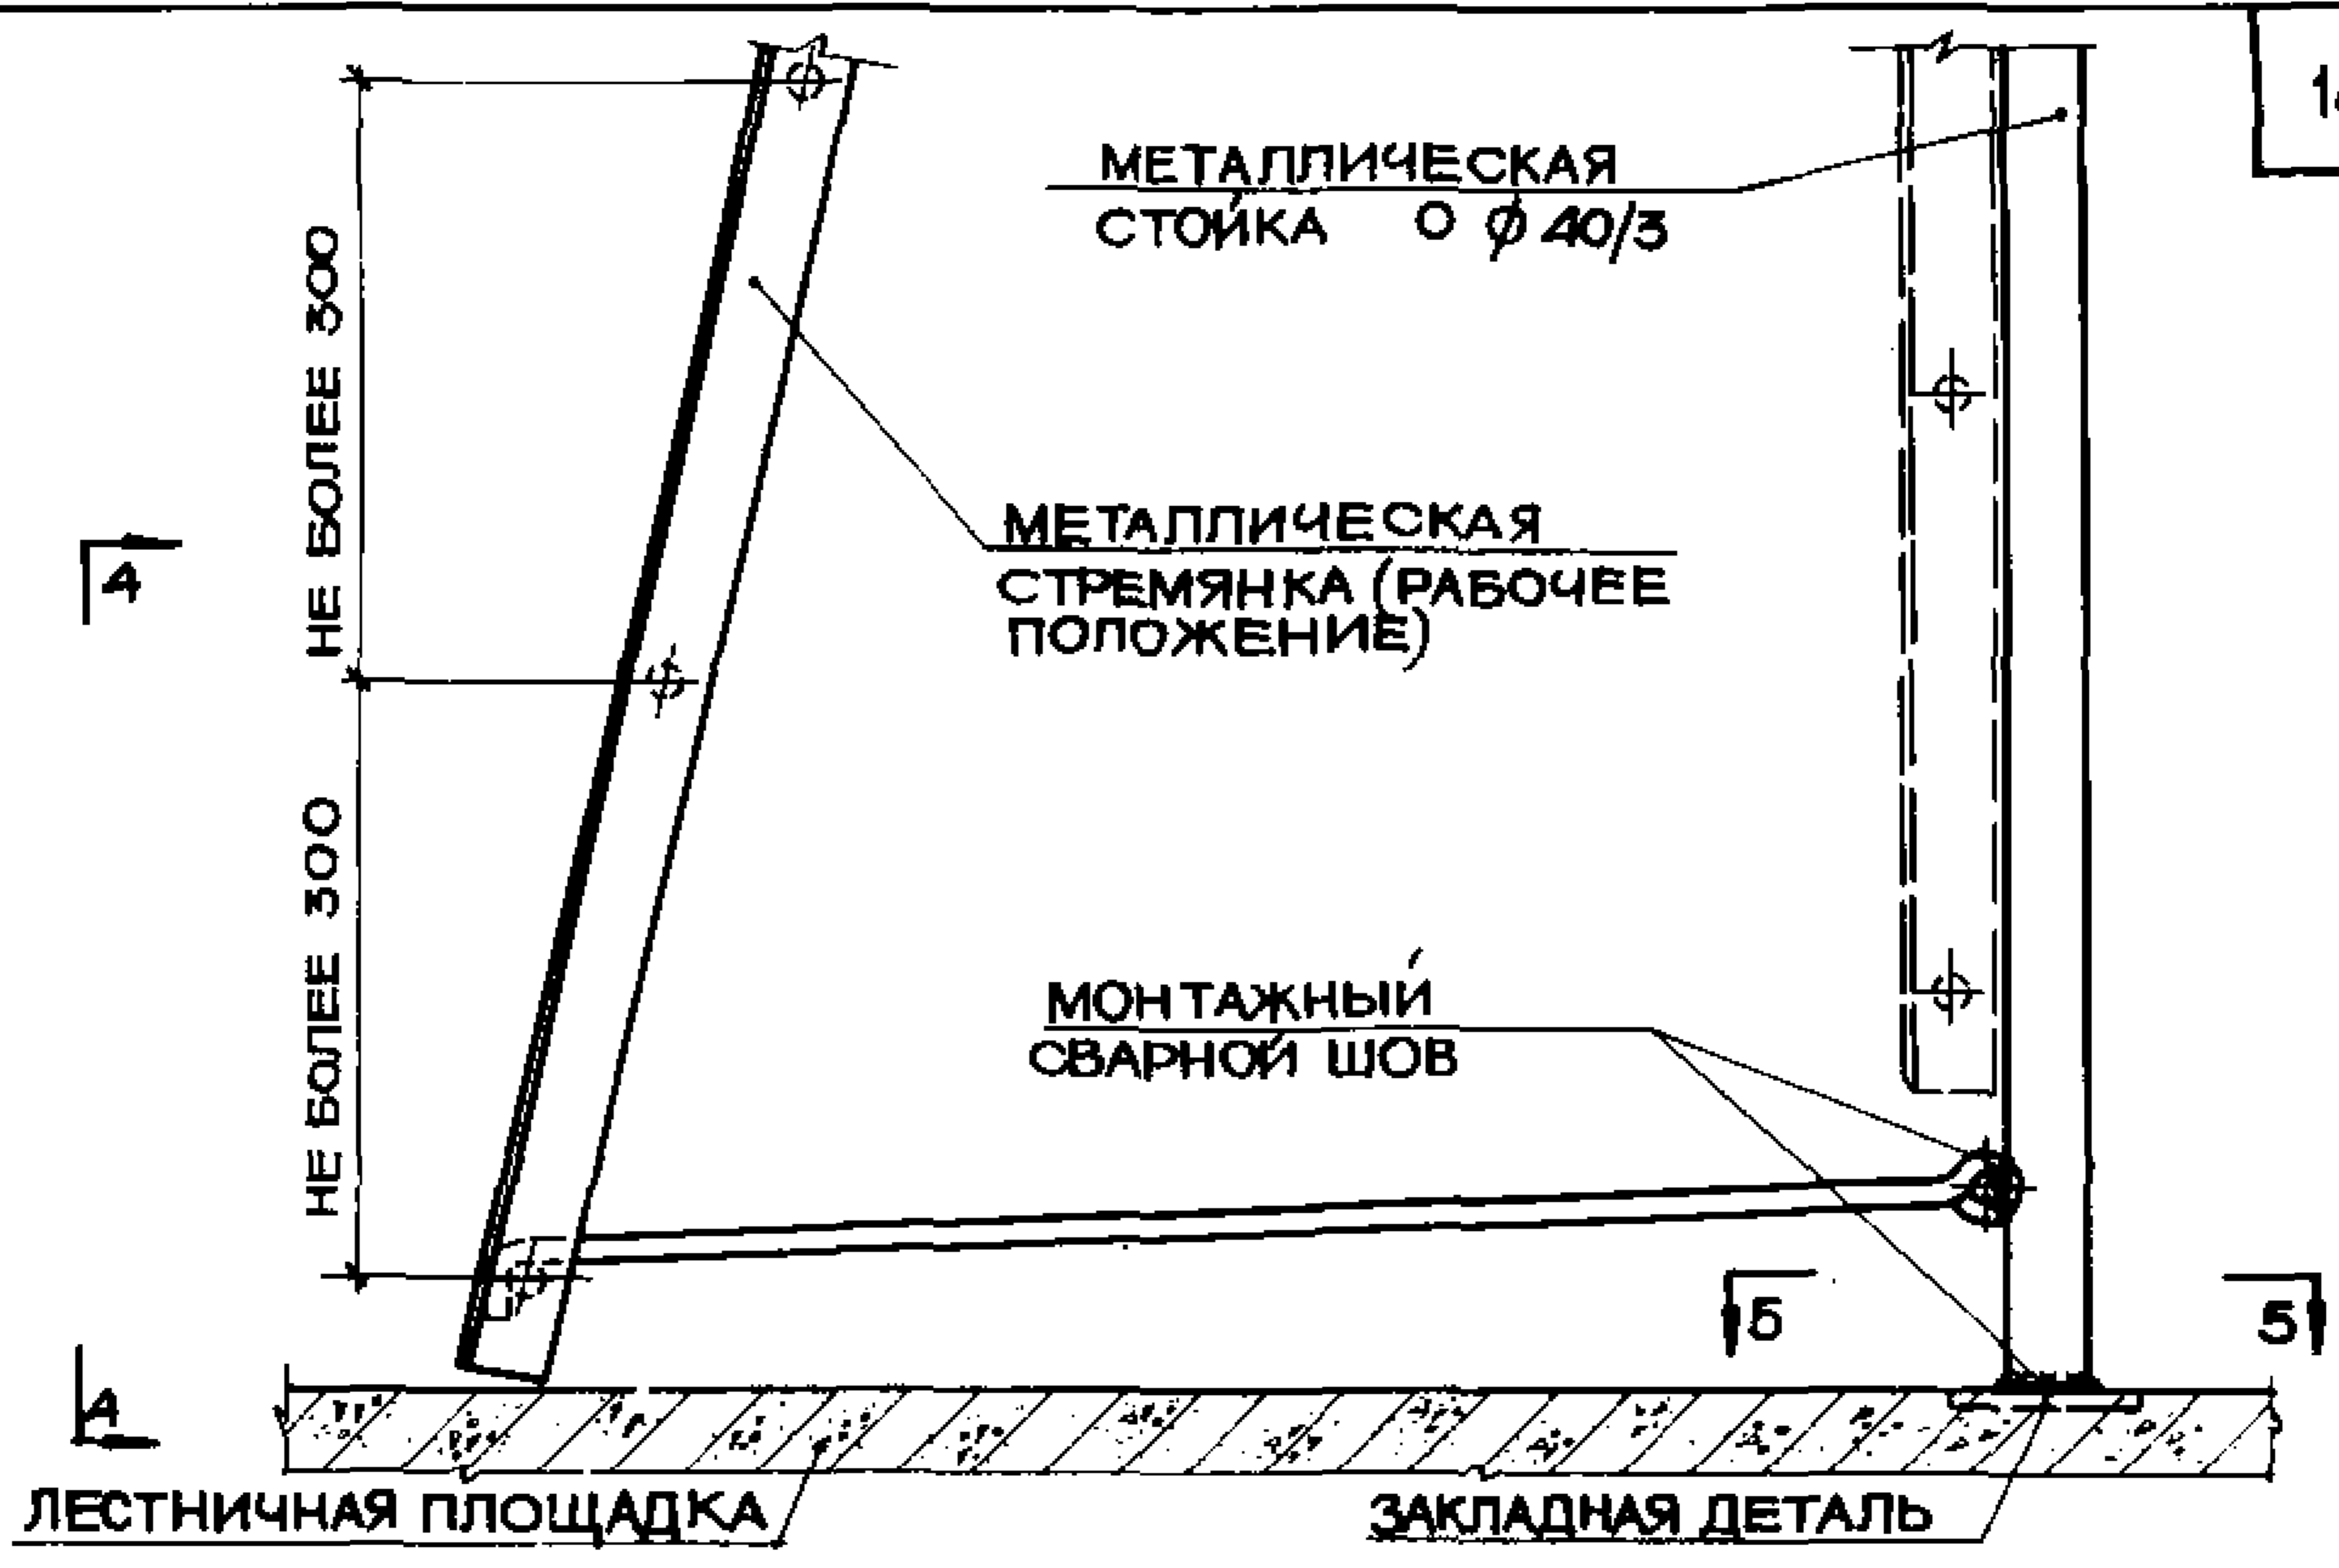 МЕТАЛЛИЧЕСКАЯ
СТОЙКА О ϕ 40/3
НЕ БОЛЕЕ 300
МЕТАЛЛИЧЕСКАЯ
СТРЕМЯНКА (РАБОЧЕЕ
ПОЛОЖЕНИЕ)
4
НЕ БОЛЕЕ 300
МОНТАЖНЫЙ
СВАРНОЙ ШОВ
5
5
4
ЛЕСТНИЧНАЯ ПЛОЩАДКА
ЗАКЛАДНАЯ ДЕТАЛЬ